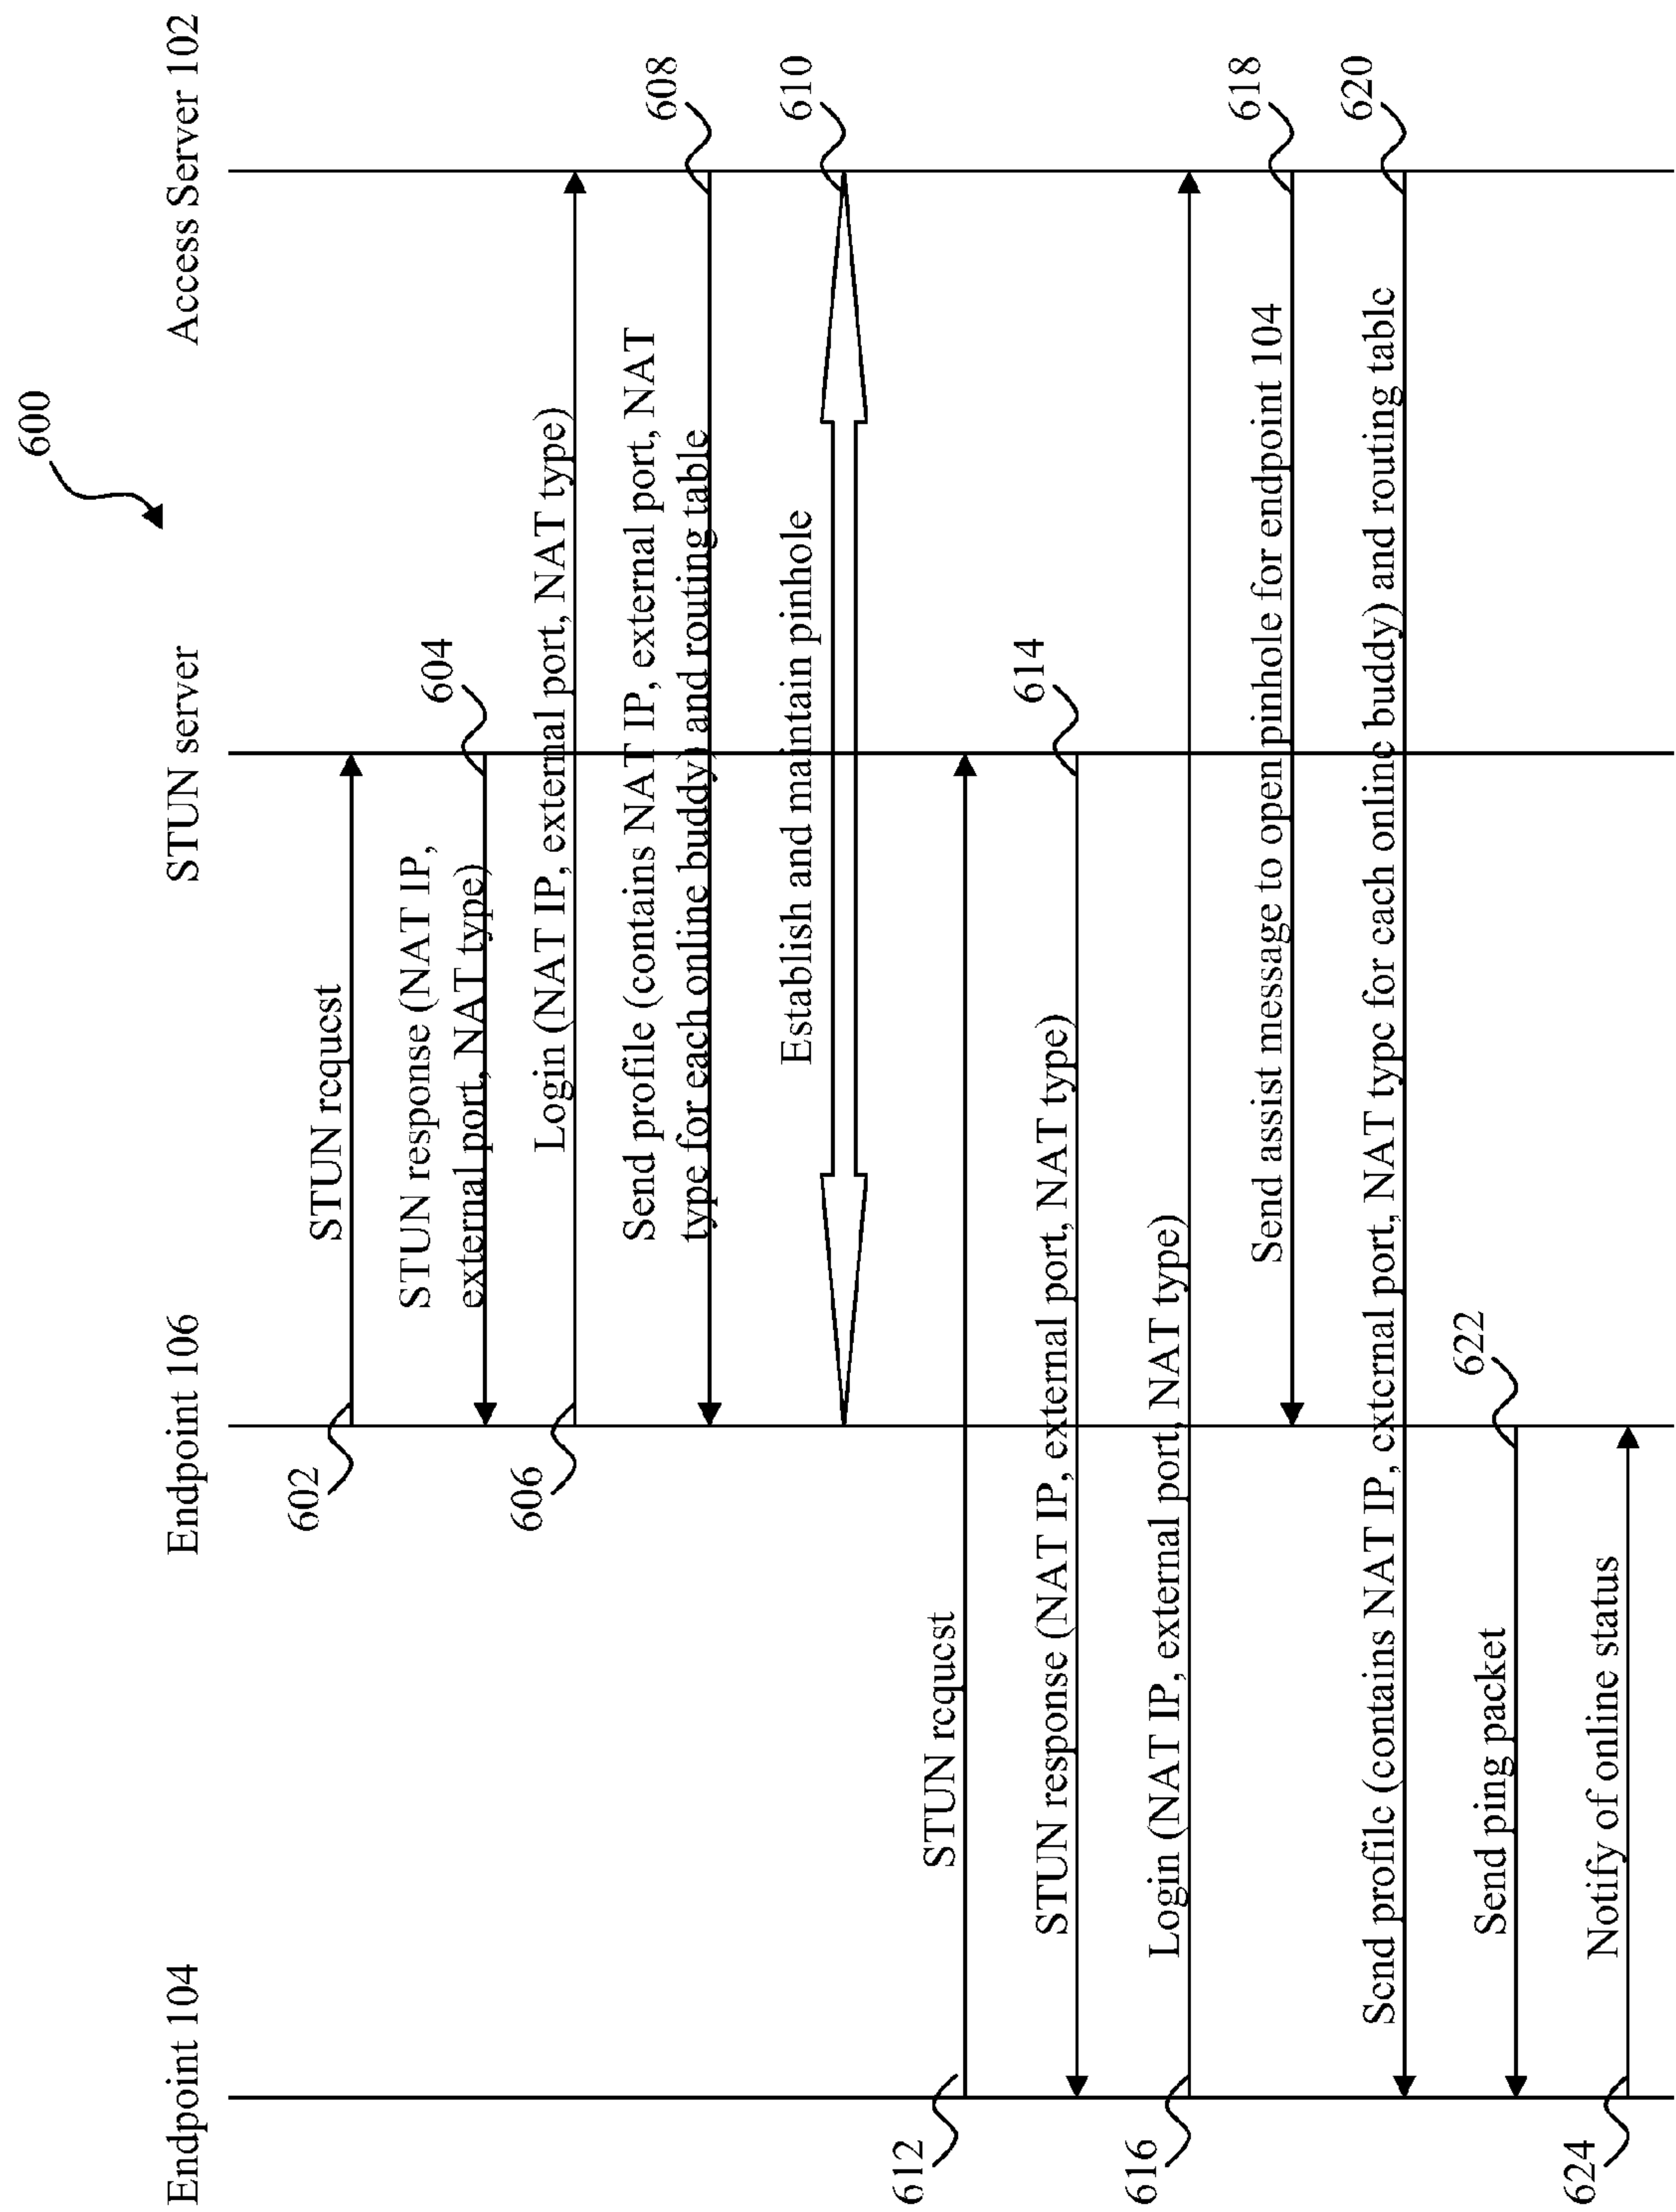 600
Endpoint 104
Endpoint 106
STUN server
Access Server 102
602
STUN request
STUN response (NAT IP,
external port, NAT type)
604
606
Login (NAT IP, external port, NAT type)
Send profile (contains NAT IP, external port, NAT
type for each online buddy) and routing table
608
Establish and maintain pinhole
610
612
STUN request
STUN response (NAT IP, external port, NAT type)
614
616
Login (NAT IP, external port, NAT type)
Send assist message to open pinhole for endpoint 104
618
Send profile (contains NAT IP, external port, NAT type for each online buddy) and routing table
620
Send ping packet
622
624
Notify of online status